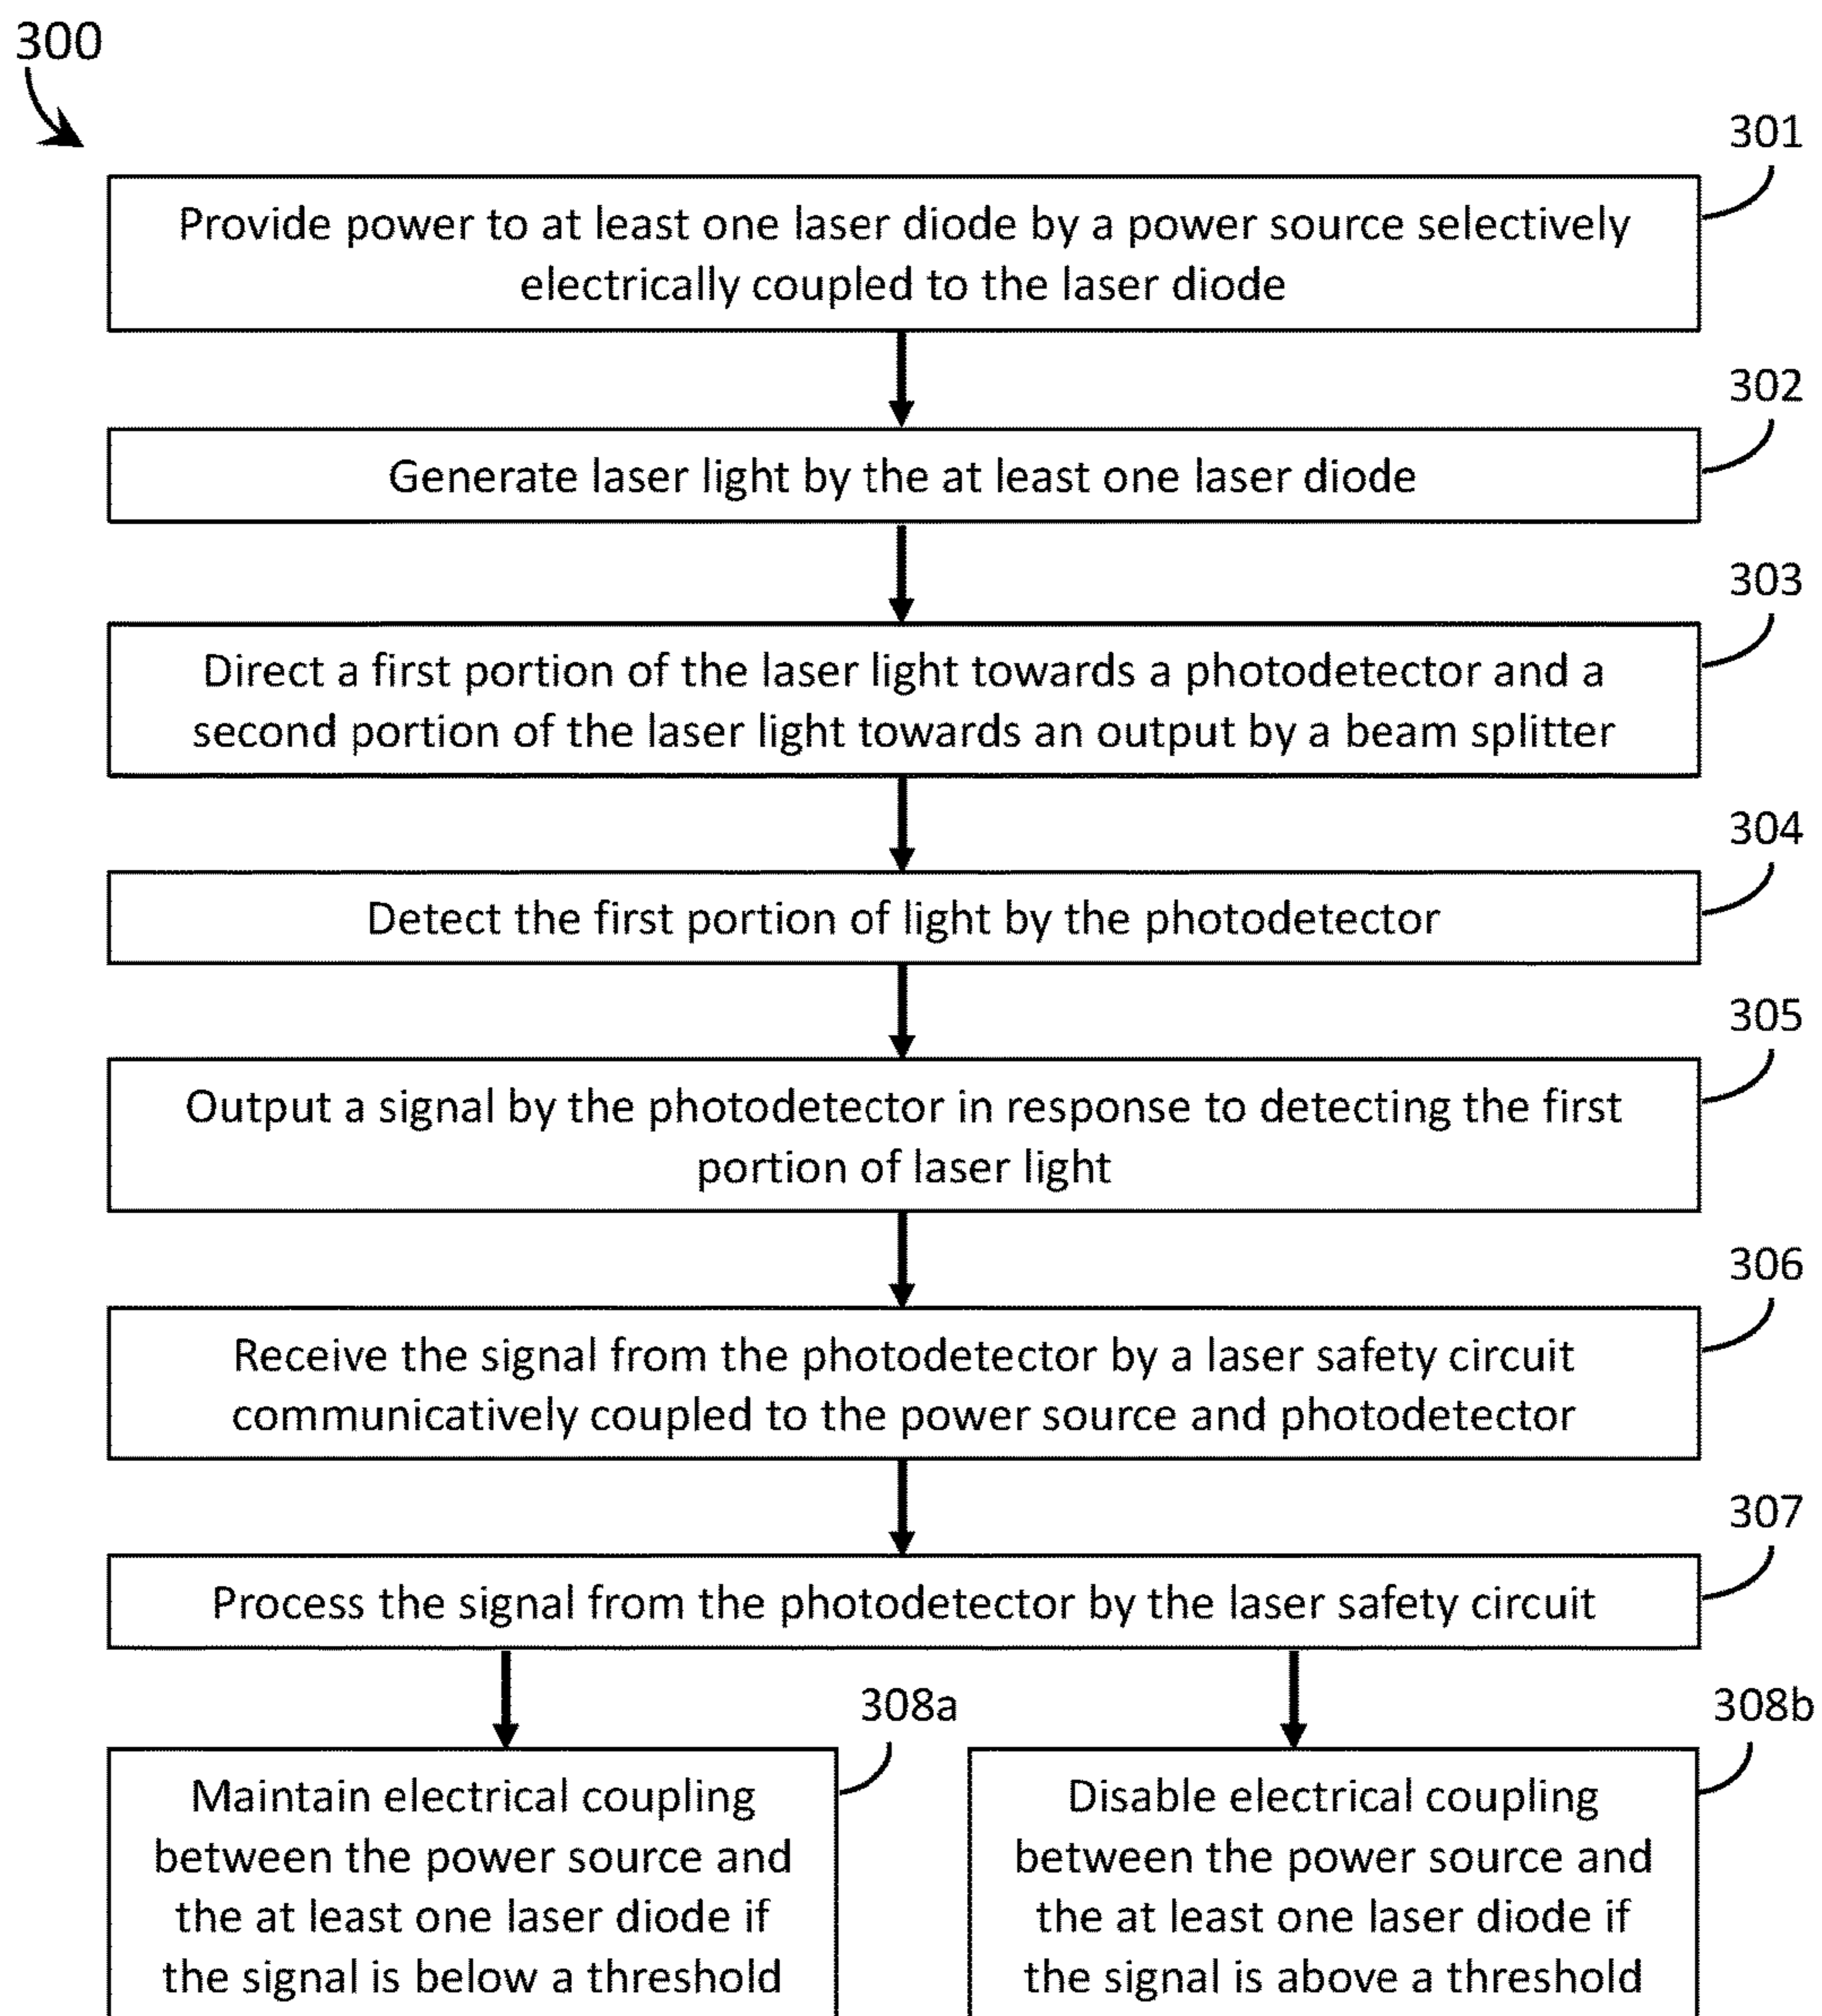 300
301
Provide power to at least one laser diode by a power source selectively
electrically coupled to the laser diode
302
Generate laser light by the at least one laser diode
303
Direct a first portion of the laser light towards a photodetector and a
second portion of the laser light towards an output by a beam splitter
304
Detect the first portion of light by the photodetector
305
Output a signal by the photodetector in response to detecting the first
portion of laser light
306
Receive the signal from the photodetector by a laser safety circuit
communicatively coupled to the power source and photodetector
307
Process the signal from the photodetector by the laser safety circuit
308a
Maintain electrical coupling
between the power source and
the at least one laser diode if
the signal is below a threshold
308b
Disable electrical coupling
between the power source and
the at least one laser diode if
the signal is above a threshold